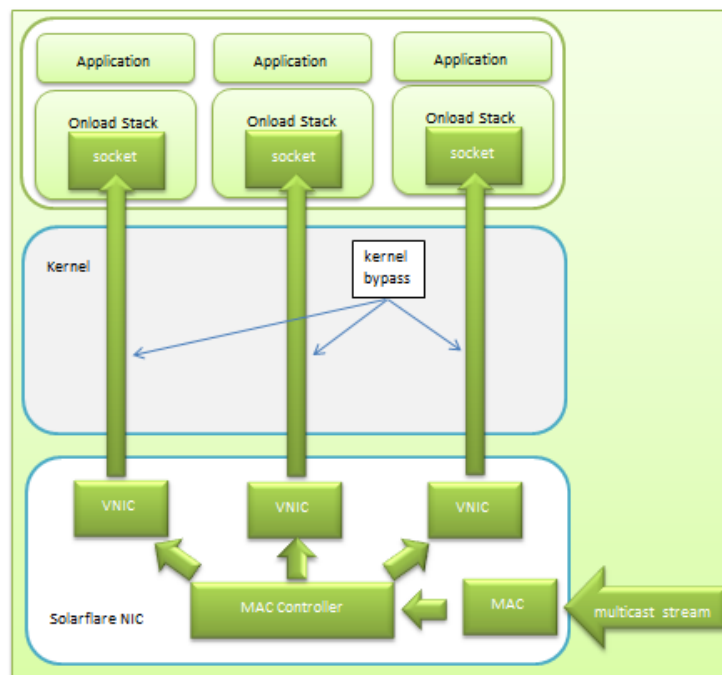 Application
Application
Application
Onload Stack
Onload Stack
Onload Stack
socket
socket
socket
Kernel
kernel
bypass
VNIC
VNIC
VNIC
MAC Controller
MAC
multicast stream
Solarflare NIC